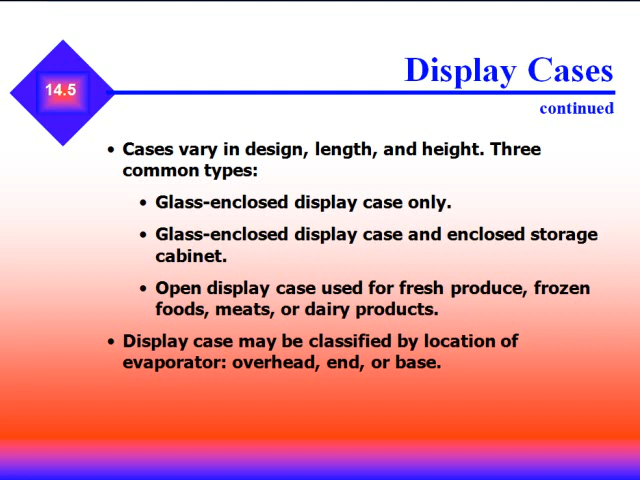 Display Cases
14.5
continued
• Cases vary in design, length, and height. Three
common types:
• Glass-enclosed display case only.
• Glass-enclosed display case and enclosed storage
cabinet.
• Open display case used for fresh produce, frozen
foods, meats, or dairy products.
• Display case may be classified by location of
evaporator: overhead, end, or base.